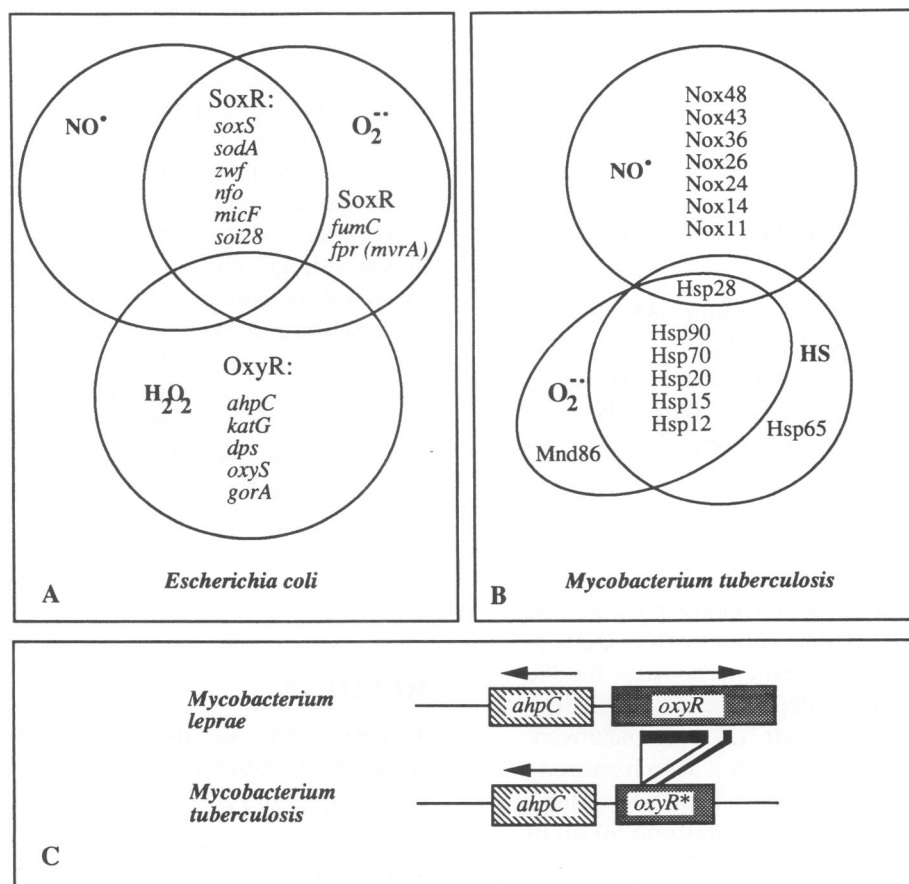 NO•
SoxR:
soxS
sodA
zwf
nfo
micF
soi28
O2•-
SoxR
fumC
fpr (mvrA)
H2O2
OxyR:
ahpC
katG
dps
oxyS
gorA
A
Escherichia coli
NO•
Nox48
Nox43
Nox36
Nox26
Nox24
Nox14
Nox11
Hsp28
Hsp90
Hsp70
Hsp20
Hsp15
Hsp12
HS
O2•-
Hsp65
Mnd86
B
Mycobacterium tuberculosis
Mycobacterium
leprae
ahpC
oxyR
Mycobacterium
tuberculosis
ahpC
oxyR*
C